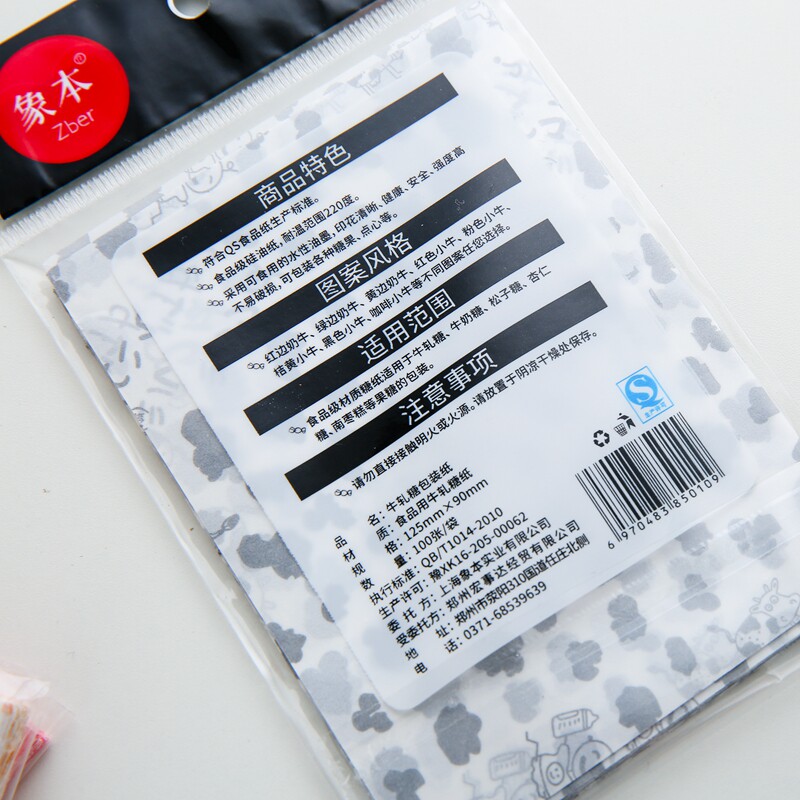 象本®
Zber
商品特色
符合QS食品纸生产标准。
食品级硅油纸,耐温范围220度。
采用可食用的水性油墨,印花清晰、健康、安全、强度高
不易破损,可包装各种糖果、点心等。
图案风格
红边奶牛、绿边奶牛、黄边奶牛、红色小牛、粉色小牛、
桔黄小牛、黑色小牛、咖啡小牛等不同图案任您选择。
适用范围
食品级材质糖纸适用于牛轧糖、牛奶糖、松子糖、杏仁
糖、南枣糕等果糖的包装。
注意事项
请勿直接接触明火或火源。请放置于阴凉干燥处保存。
品 名:牛轧糖包装纸
材 质:食品用牛轧糖纸
规 格:125mm×90mm
数 量:100张/袋
执行标准:QB/T1014-2010
生产许可:豫XK16-205-00062
委 托 方:上海象本实业有限公司
受委托方:郑州宏事达经贸有限公司
地 址:郑州市荥阳310国道任庄北侧
电 话:0371-68539639
生产许可
6 970483 850109